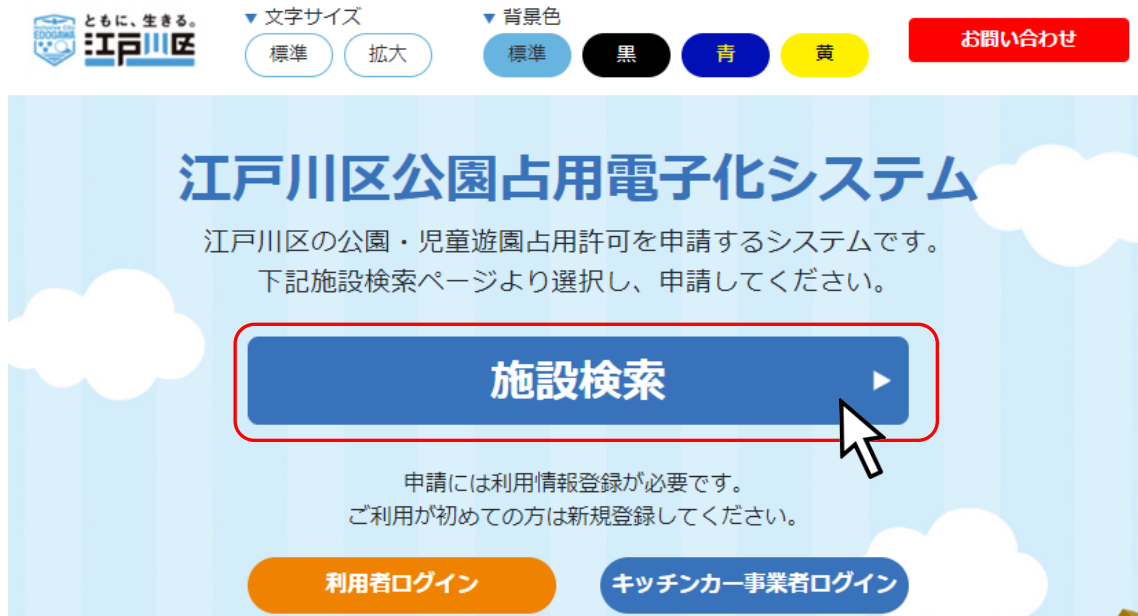 ともに、生きる。
EDOGAWA
江戸川区
▼ 文字サイズ
標準
拡大
▼ 背景色
標準
黒
青
黄
お問い合わせ
江戸川区公園占用電子化システム
江戸川区の公園・児童遊園占用許可を申請するシステムです。
下記施設検索ページより選択し、申請してください。
施設検索
申請には利用情報登録が必要です。
ご利用が初めての方は新規登録してください。
利用者ログイン
キッチンカー事業者ログイン